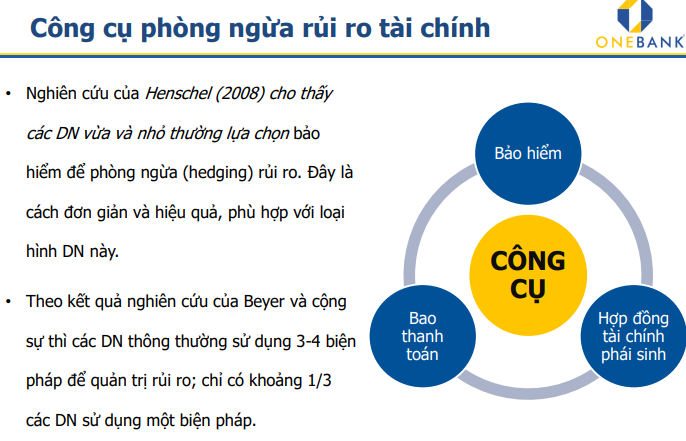 Công cụ phòng ngừa rủi ro tài chính
ONEBANK
• Nghiên cứu của Henschel (2008) cho thấy
các DN vừa và nhỏ thường lựa chọn bảo
hiểm để phòng ngừa (hedging) rủi ro. Đây là
cách đơn giản và hiệu quả, phù hợp với loại
hình DN này.
• Theo kết quả nghiên cứu của Beyer và cộng
sự thì các DN thông thường sử dụng 3-4 biện
pháp để quản trị rủi ro; chỉ có khoảng 1/3
các DN sử dụng một biện pháp.
Bảo hiểm
CÔNG
CỤ
Bao
thanh
toán
Hợp đồng
tài chính
phái sinh